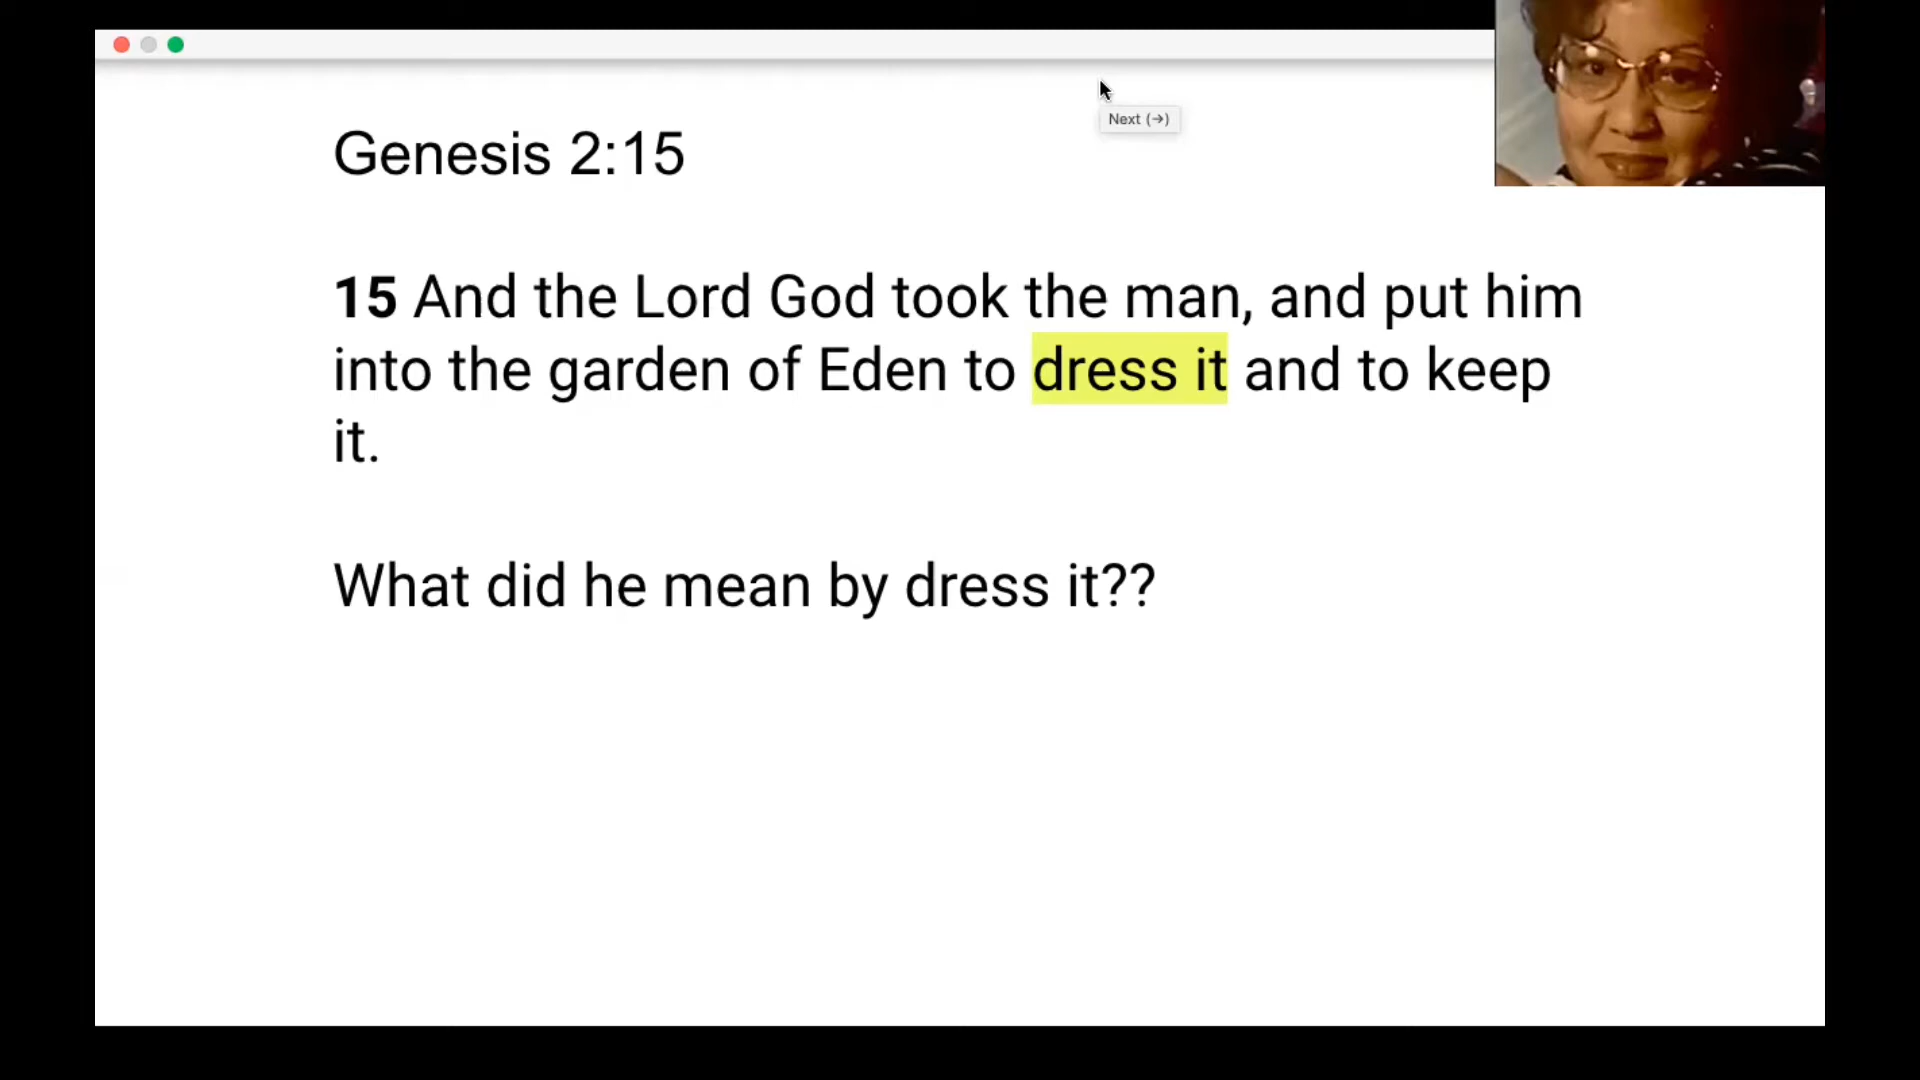 Next (→)
Genesis 2:15
15 And the Lord God took the man, and put him
into the garden of Eden to dress it and to keep
it.
What did he mean by dress it??